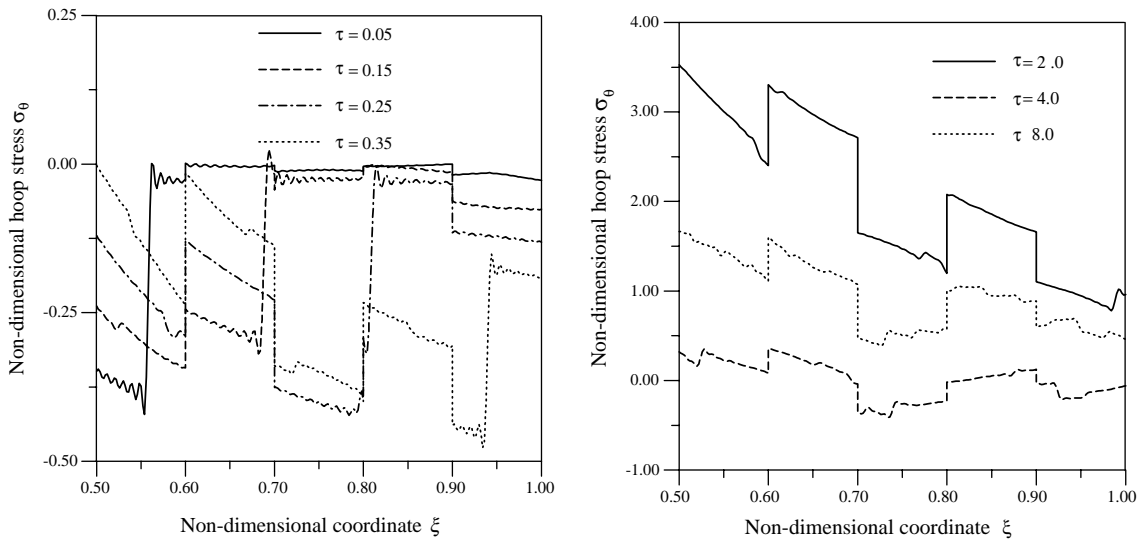 0.25
0.00
-0.25
-0.50
Non-dimensional hoop stress σθ
τ = 0.05
τ = 0.15
τ = 0.25
τ = 0.35
0.50 0.60 0.70 0.80 0.90 1.00
Non-dimensional coordinate ξ
4.00
3.00
2.00
1.00
0.00
-1.00
Non-dimensional hoop stress σθ
τ= 2 .0
τ= 4.0
τ 8.0
0.50 0.60 0.70 0.80 0.90 1.00
Non-dimensional coordinate ξ